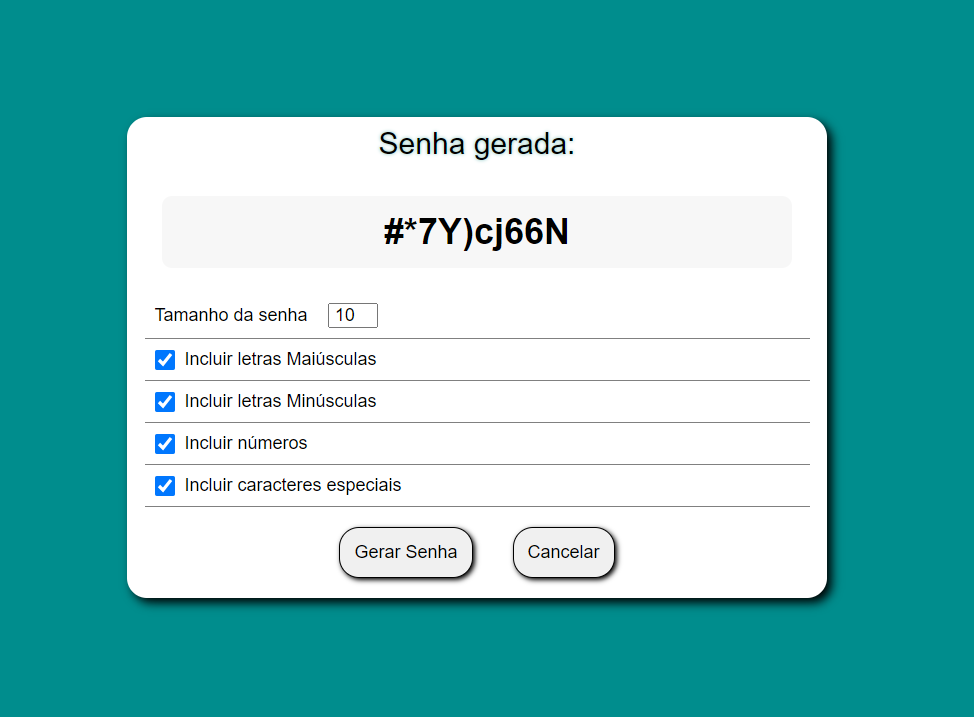 Senha gerada:
#*7Y)cj66N
Tamanho da senha 10
Incluir letras Maiúsculas
Incluir letras Minúsculas
Incluir números
Incluir caracteres especiais
Gerar Senha Cancelar